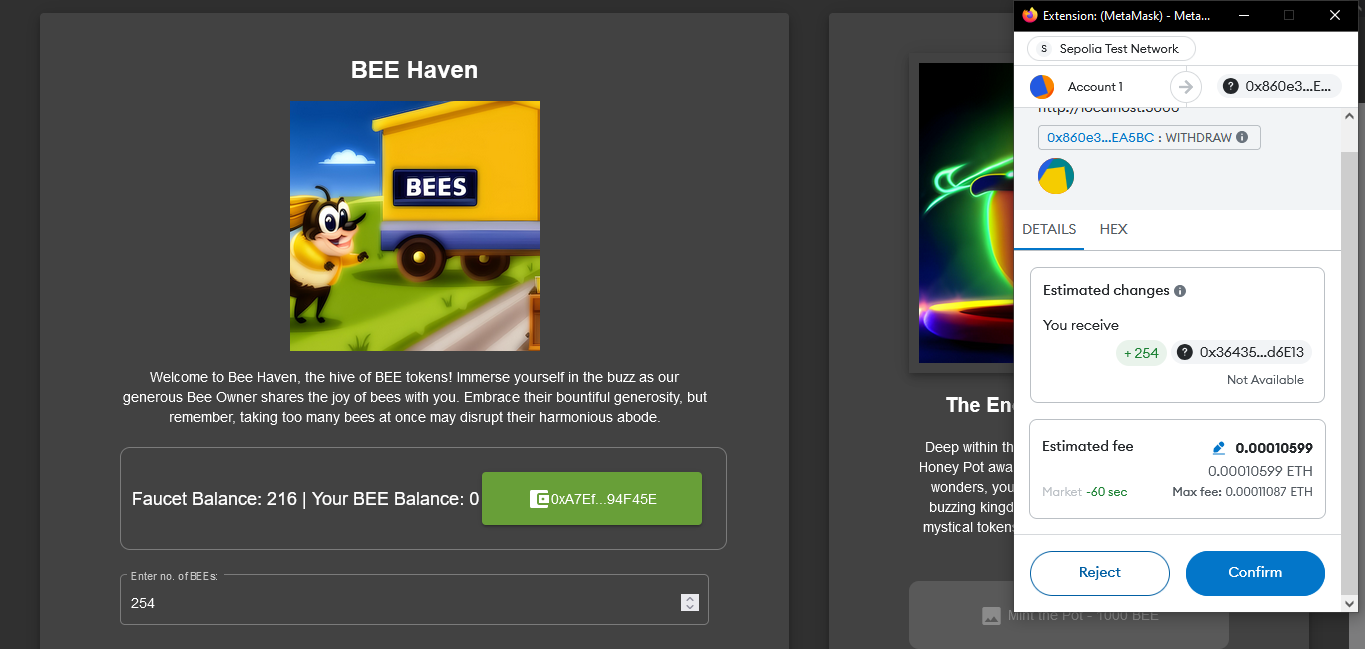 BEE Haven
BEES
Welcome to Bee Haven, the hive of BEE tokens! Immerse yourself in the buzz as our
generous Bee Owner shares the joy of bees with you. Embrace their bountiful generosity, but
remember, taking too many bees at once may disrupt their harmonious abode.
Faucet Balance: 216 | Your BEE Balance: 0
0xA7Ef...94F45E
Enter no. of BEEs:
254
The En
Deep within th
Honey Pot awa
wonders, you
buzzing kingd
mystical tokens
Mint the Pot - 1000 BEE
Extension: (MetaMask) - Meta...
S Sepolia Test Network
Account 1
? 0x860e3...E...
http://localhost:3000
0x860e3...EA5BC : WITHDRAW
DETAILS HEX
Estimated changes
You receive
+ 254 ? 0x36435...d6E13
Not Available
Estimated fee 0.00010599
0.00010599 ETH
Market -60 sec Max fee: 0.00011087 ETH
Reject Confirm